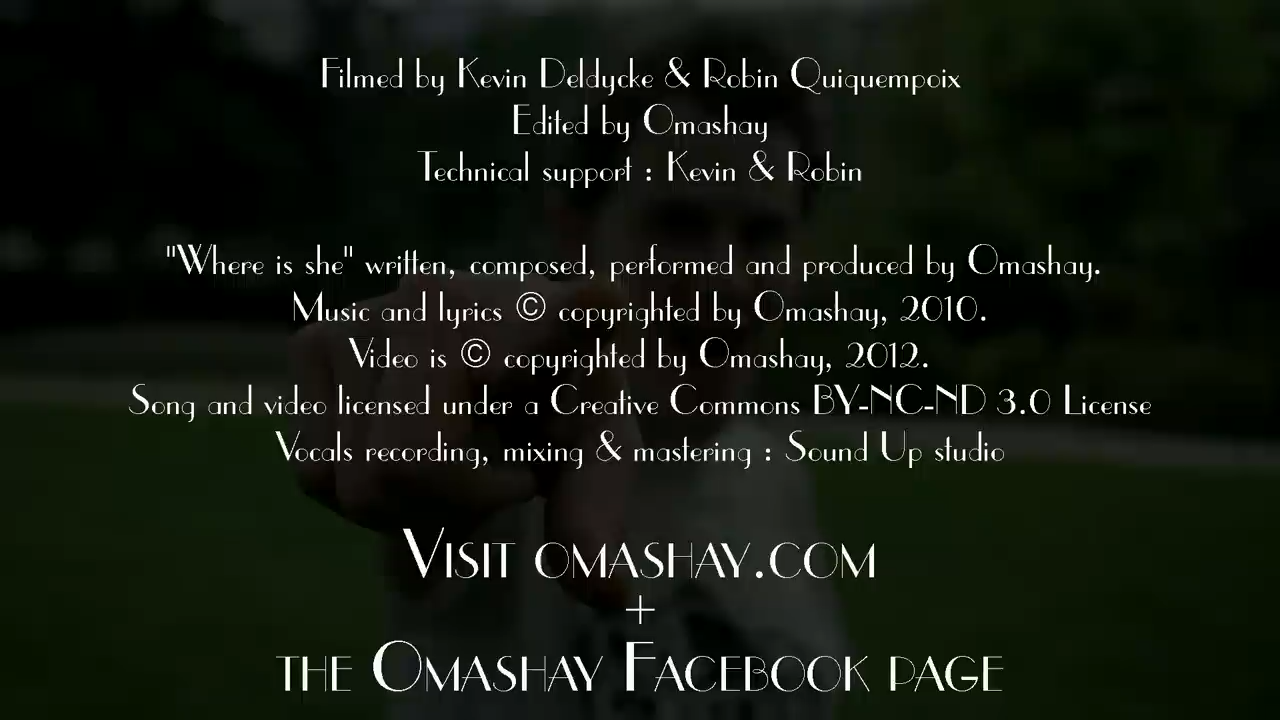 Filmed by Kevin Deldycke & Robin Quiquempoix
Edited by Omashay
Technical support : Kevin & Robin
"Where is she" written, composed, performed and produced by Omashay.
Music and lyrics © copyrighted by Omashay, 2010.
Video is © copyrighted by Omashay, 2012.
Song and video licensed under a Creative Commons BY-NC-ND 3.0 License
Vocals recording, mixing & mastering : Sound Up studio
Visit omashay.com
+
the Omashay Facebook page